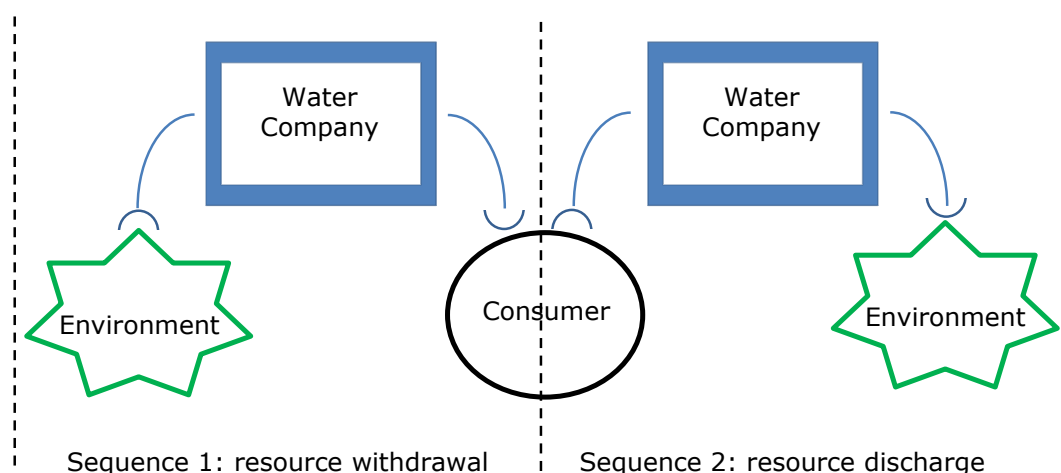 Water
Company
Water
Company
Environment
Consumer
Environment
Sequence 1: resource withdrawal
Sequence 2: resource discharge